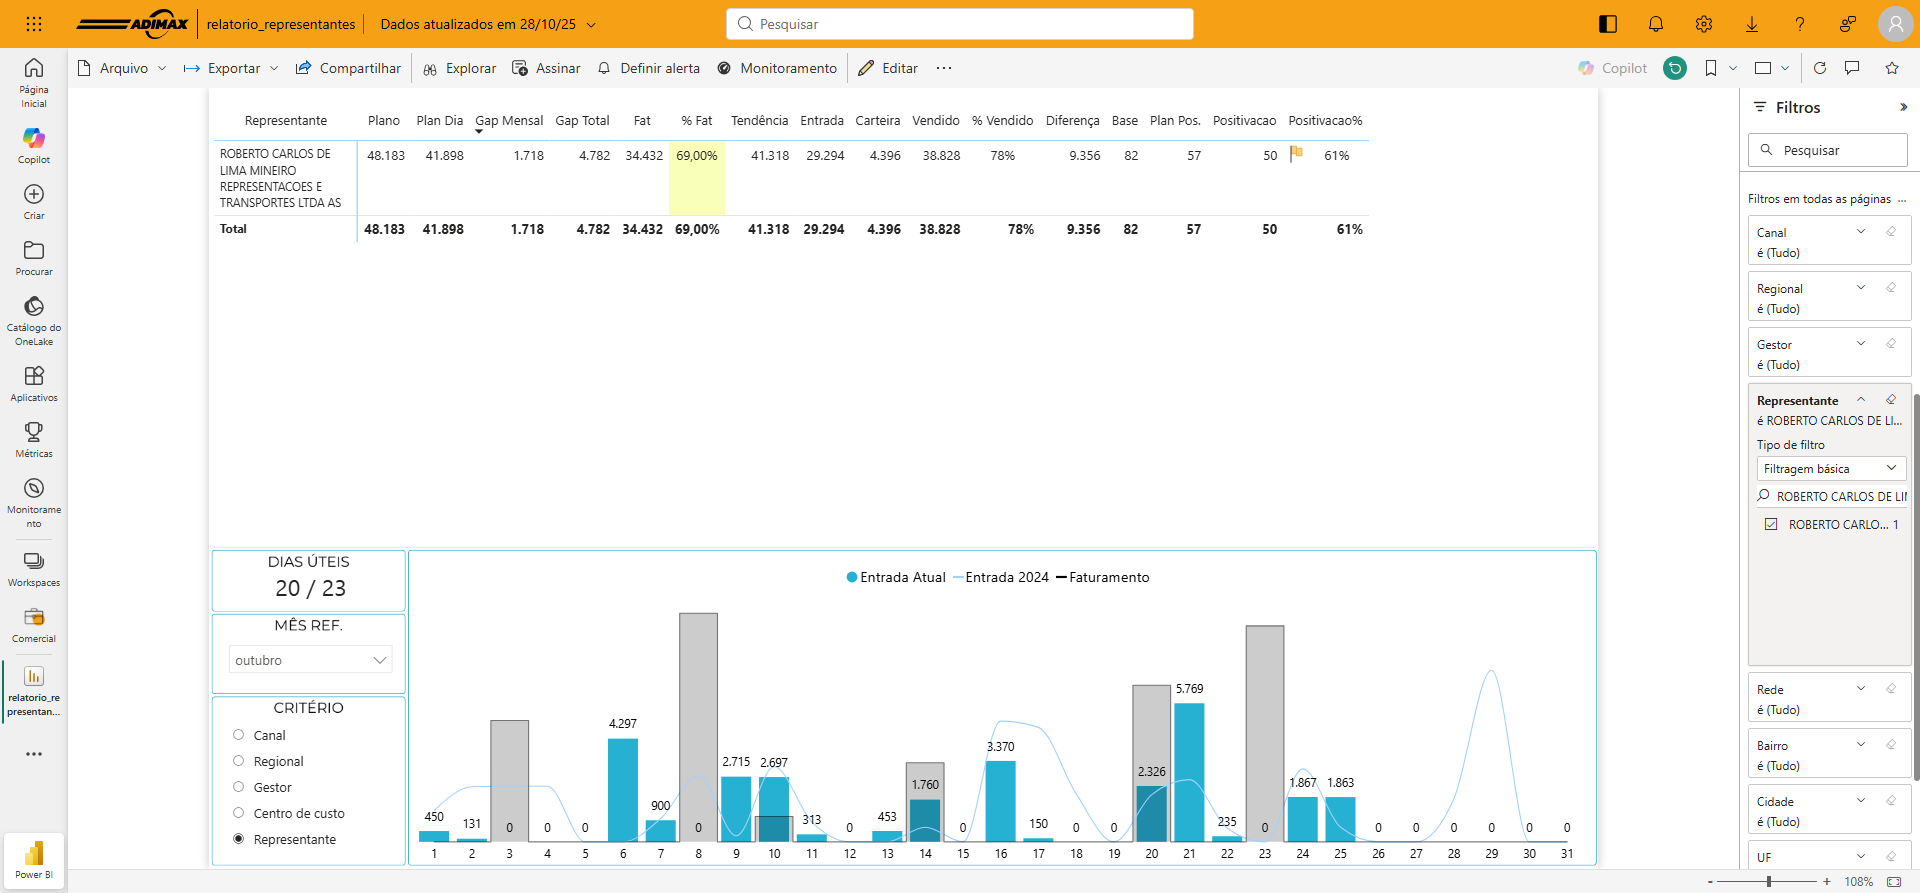 ADIMAX
relatorio_representantes
Dados atualizados em 28/10/25
Pesquisar
Arquivo
Exportar
Compartilhar
Explorar
Assinar
Definir alerta
Monitoramento
Editar
Copilot
Página
Inicial
Copilot
Criar
Procurar
Catálogo do
OneLake
Aplicativos
Métricas
Monitorame
nto
Workspaces
Comercial
relatorio_re
presentan...
Power BI
Representante Plano Plan Dia Gap Mensal Gap Total Fat % Fat Tendência Entrada Carteira Vendido % Vendido Diferença Base Plan Pos. Positivacao Positivacao%
ROBERTO CARLOS DE 48.183 41.898 1.718 4.782 34.432 69,00% 41.318 29.294 4.396 38.828 78% 9.356 82 57 50 61%
LIMA MINEIRO
REPRESENTACOES E
TRANSPORTES LTDA AS
Total 48.183 41.898 1.718 4.782 34.432 69,00% 41.318 29.294 4.396 38.828 78% 9.356 82 57 50 61%
DIAS ÚTEIS
20 / 23
MÊS REF.
outubro
CRITÉRIO
Canal
Regional
Gestor
Centro de custo
Representante
Entrada Atual Entrada 2024 Faturamento
450 131 0 0 0 4.297 900 0 2.715 2.697 313 0 453 1.760 0 3.370 150 0 0 2.326 5.769 235 0 1.867 1.863 0 0 0 0 0 0
1 2 3 4 5 6 7 8 9 10 11 12 13 14 15 16 17 18 19 20 21 22 23 24 25 26 27 28 29 30 31
Filtros
Pesquisar
Filtros em todas as páginas ...
Canal
é (Tudo)
Regional
é (Tudo)
Gestor
é (Tudo)
Representante
é ROBERTO CARLOS DE LI...
Tipo de filtro
Filtragem básica
ROBERTO CARLOS DE LI
ROBERTO CARLO... 1
Rede
é (Tudo)
Bairro
é (Tudo)
Cidade
é (Tudo)
UF
- + 108%